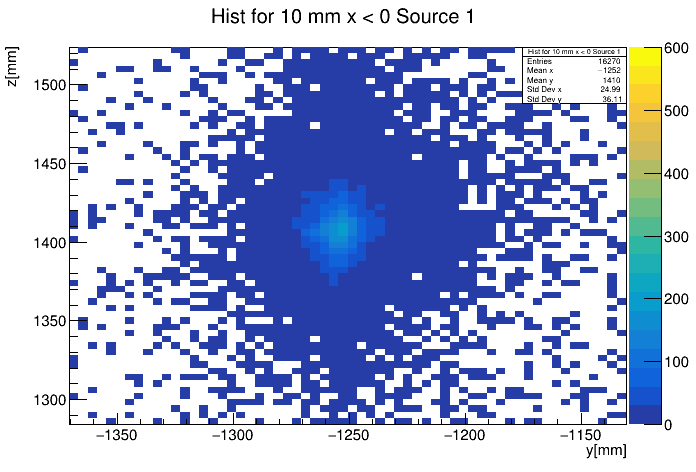 Hist for 10 mm x < 0 Source 1
z[mm]
Hist for 10 mm x < 0 Source 1
Entries 16270
Mean x −1252
Mean y 1410
Std Dev x 24.99
Std Dev y 36.11
1500
1450
1400
1350
1300
600
500
400
300
200
100
0
−1350 −1300 −1250 −1200 −1150
y[mm]